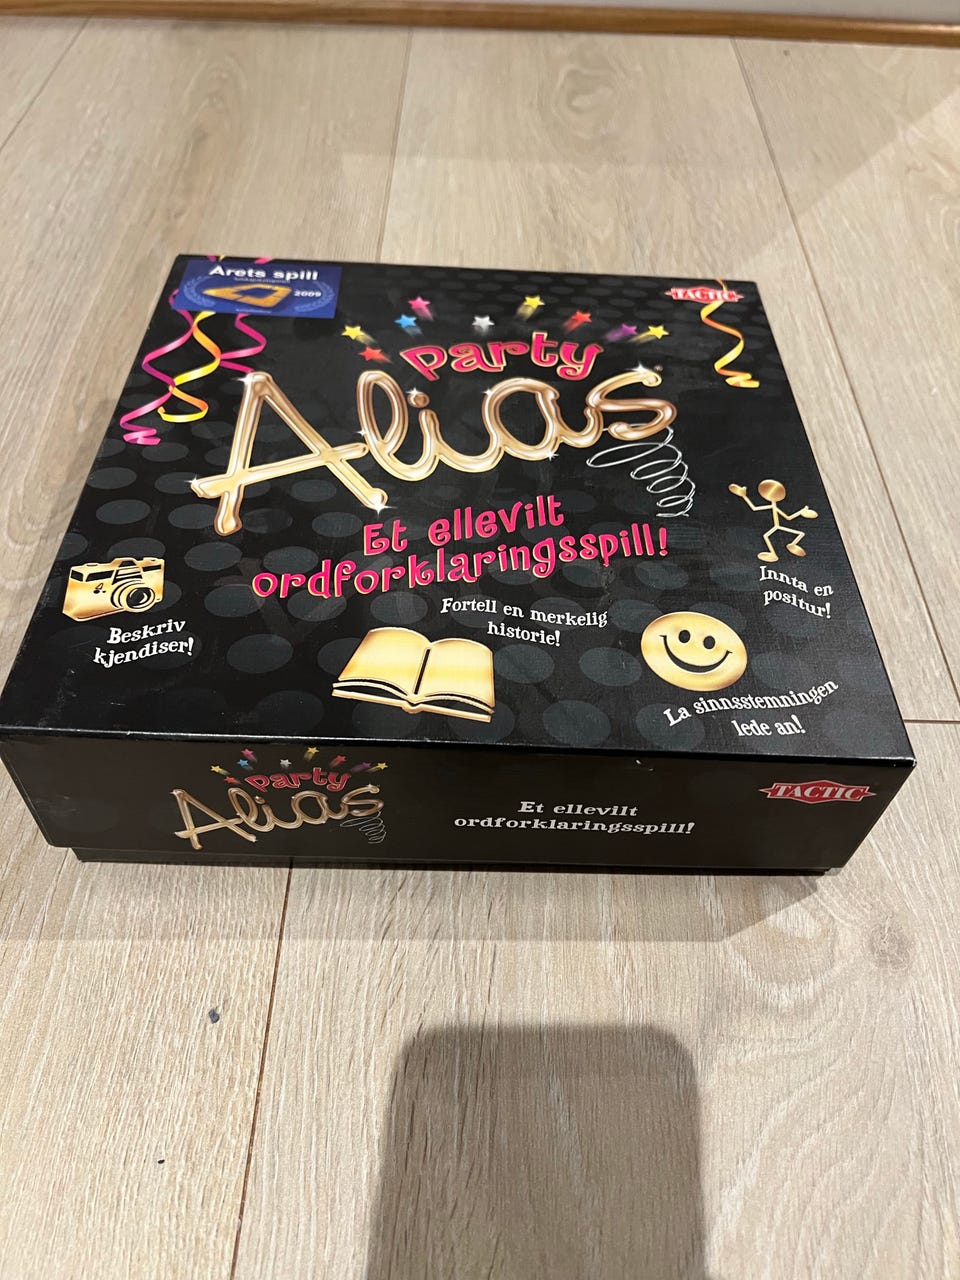 Årets spill
2009
TACTIC
Party
Alias
Et ellevilt
ordforklaringsspill!
Beskriv
kjendiser!
Fortell en merkelig
historie!
Innta en
positur!
La sinnsstemningen
lede an!
Party
Alias
Et ellevilt
ordforklaringsspill!
TACTIC